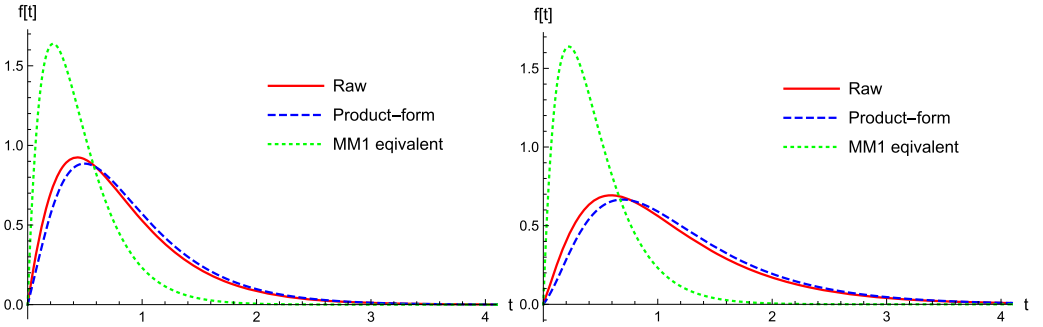 f[t]
1.5
1.0
0.5
0.0
1
2
3
4
t
Raw
Product–form
MM1 eqivalent
f[t]
1.5
1.0
0.5
0.0
1
2
3
4
t
Raw
Product–form
MM1 eqivalent